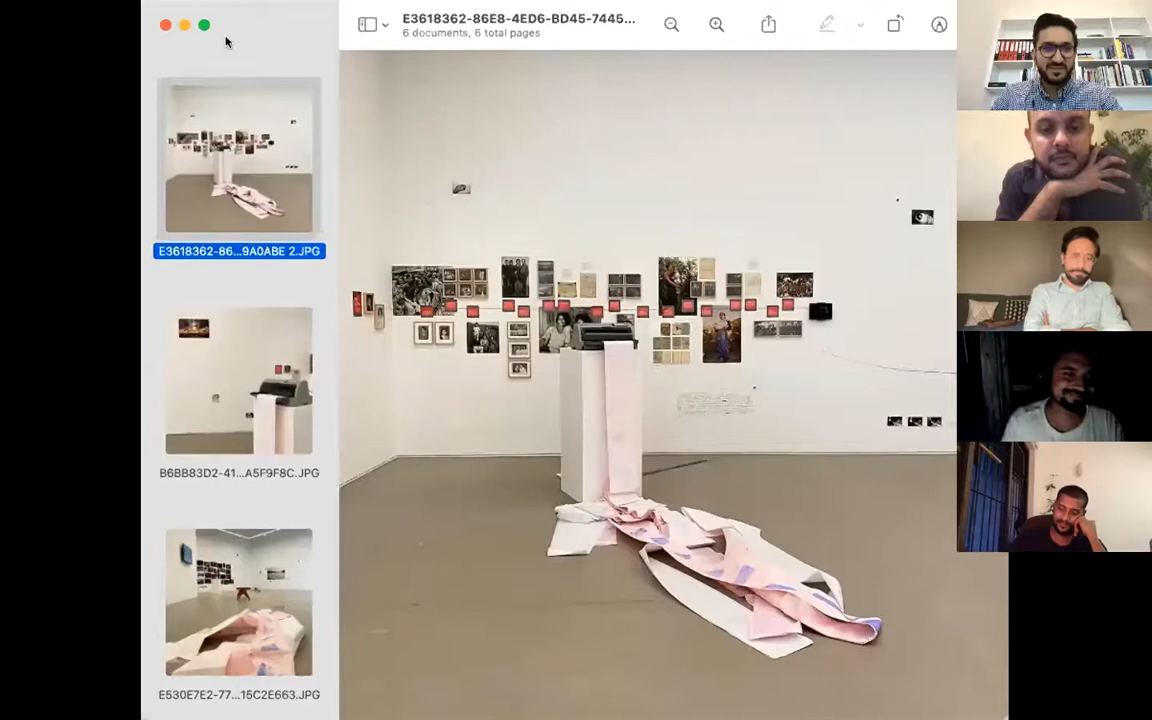 E3618362-86E8-4ED6-BD45-7445...
6 documents, 6 total pages
E3618362-86...9A0ABE 2.JPG
B6BB83D2-41...A5F9F8C.JPG
E530E7E2-77...15C2E663.JPG